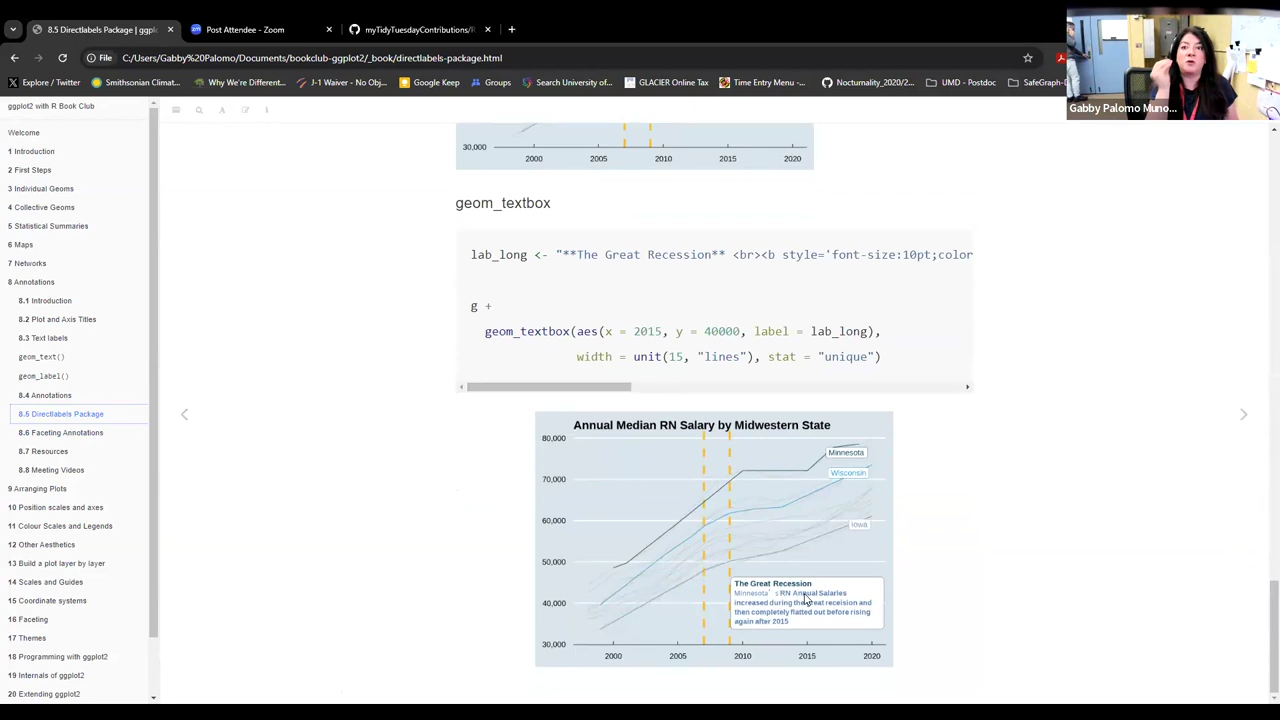 8.5 Directlabels Package | ggpl
Post Attendee - Zoom
myTidyTuesdayContributions/
File
C:/Users/Gabby%20Palomo/Documents/bookclub-ggplot2/_book/directlabels-package.html
Explore / Twitter
Smithsonian Climat...
Why We're Different...
J-1 Waiver - No Obj...
Google Keep
Groups
Search University of...
GLACIER Online Tax
Time Entry Menu -...
Nocturnality_2020/2...
UMD - Postdoc
SafeGraph-G
Gabby Palomo Muno...
ggplot2 with R Book Club
Welcome
1 Introduction
2 First Steps
3 Individual Geoms
4 Collective Geoms
5 Statistical Summaries
6 Maps
7 Networks
8 Annotations
8.1 Introduction
8.2 Plot and Axis Titles
8.3 Text labels
geom_text()
geom_label()
8.4 Annotations
8.5 Directlabels Package
8.6 Faceting Annotations
8.7 Resources
8.8 Meeting Videos
9 Arranging Plots
10 Position scales and axes
11 Colour Scales and Legends
12 Other Aesthetics
13 Build a plot layer by layer
14 Scales and Guides
15 Coordinate systems
16 Faceting
17 Themes
18 Programming with ggplot2
19 Internals of ggplot2
20 Extending ggplot2
30,000
2000 2005 2010 2015 2020
geom_textbox
lab_long <- "**The Great Recession** <br><b style='font-size:10pt;color
g +
geom_textbox(aes(x = 2015, y = 40000, label = lab_long),
width = unit(15, "lines"), stat = "unique")
Annual Median RN Salary by Midwestern State
80,000
Minnesota
Wisconsin
70,000
60,000
Iowa
50,000
40,000
30,000
The Great Recession
Minnesota`s RN Annual Salaries
increased during the great receision and
then completely flatted out before rising
again after 2015
2000 2005 2010 2015 2020